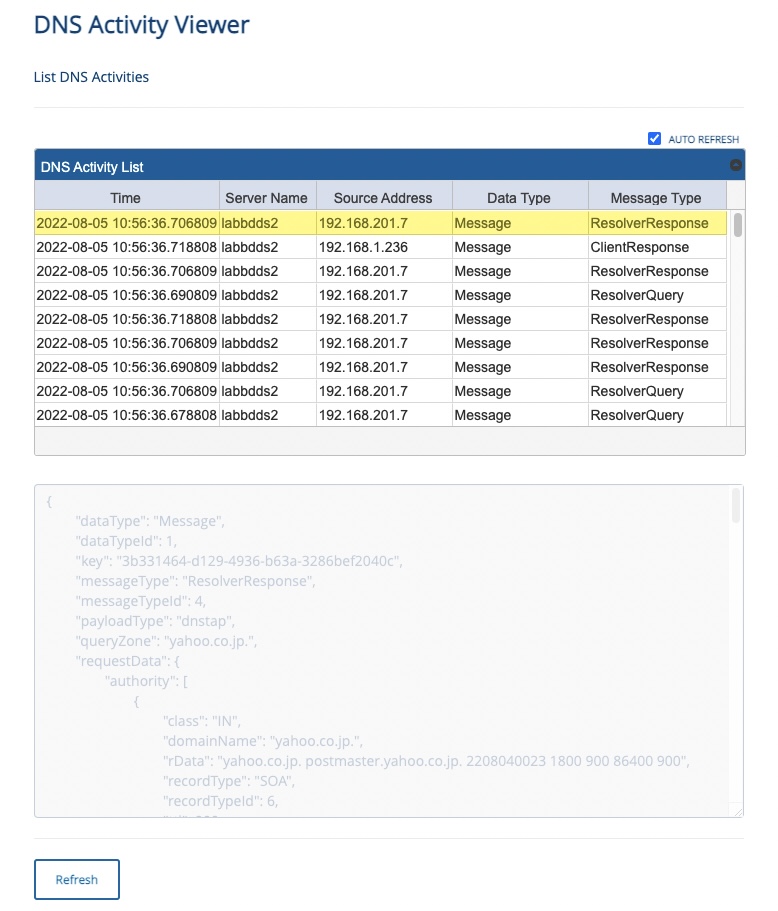 DNS Activity Viewer
List DNS Activities
AUTO REFRESH
DNS Activity List
Time Server Name Source Address Data Type Message Type
2022-08-05 10:56:36.706809 labbdds2 192.168.201.7 Message ResolverResponse
2022-08-05 10:56:36.718808 labbdds2 192.168.1.236 Message ClientResponse
2022-08-05 10:56:36.706809 labbdds2 192.168.201.7 Message ResolverResponse
2022-08-05 10:56:36.690809 labbdds2 192.168.201.7 Message ResolverQuery
2022-08-05 10:56:36.718808 labbdds2 192.168.201.7 Message ResolverResponse
2022-08-05 10:56:36.706809 labbdds2 192.168.201.7 Message ResolverResponse
2022-08-05 10:56:36.690809 labbdds2 192.168.201.7 Message ResolverResponse
2022-08-05 10:56:36.706809 labbdds2 192.168.201.7 Message ResolverQuery
2022-08-05 10:56:36.678808 labbdds2 192.168.201.7 Message ResolverQuery
{
"dataType": "Message",
"dataTypeId": 1,
"key": "3b331464-d129-4936-b63a-3286bef2040c",
"messageType": "ResolverResponse",
"messageTypeId": 4,
"payloadType": "dnstap",
"queryZone": "yahoo.co.jp.",
"requestData": {
"authority": [
{
"class": "IN",
"domainName": "yahoo.co.jp.",
"rData": "yahoo.co.jp. postmaster.yahoo.co.jp. 2208040023 1800 900 86400 900",
"recordType": "SOA",
"recordTypeId": 6,
Refresh